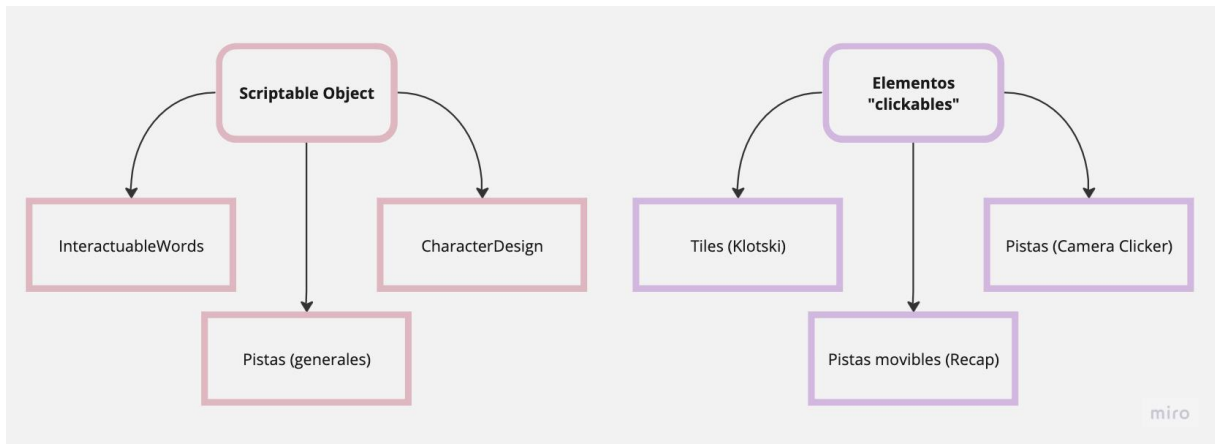 Scriptable Object
InteractuableWords
CharacterDesign
Pistas (generales)
Elementos
"clickables"
Tiles (Klotski)
Pistas (Camera Clicker)
Pistas movibles (Recap)
miro